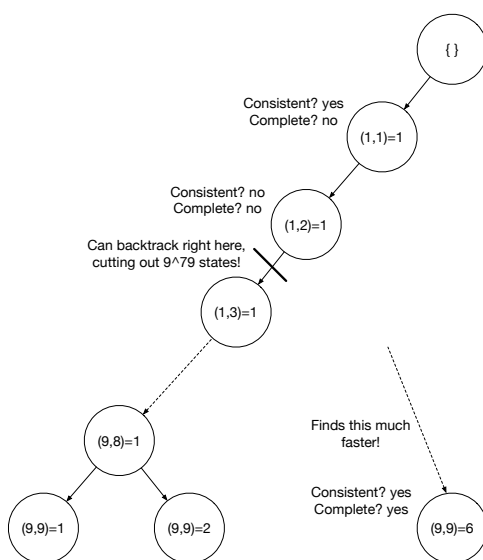 { }
Consistent? yes
Complete? no
(1,1)=1
Consistent? no
Complete? no
(1,2)=1
Can backtrack right here,
cutting out 9^79 states!
(1,3)=1
(9,8)=1
Finds this much
faster!
(9,9)=1
(9,9)=2
Consistent? yes
Complete? yes
(9,9)=6